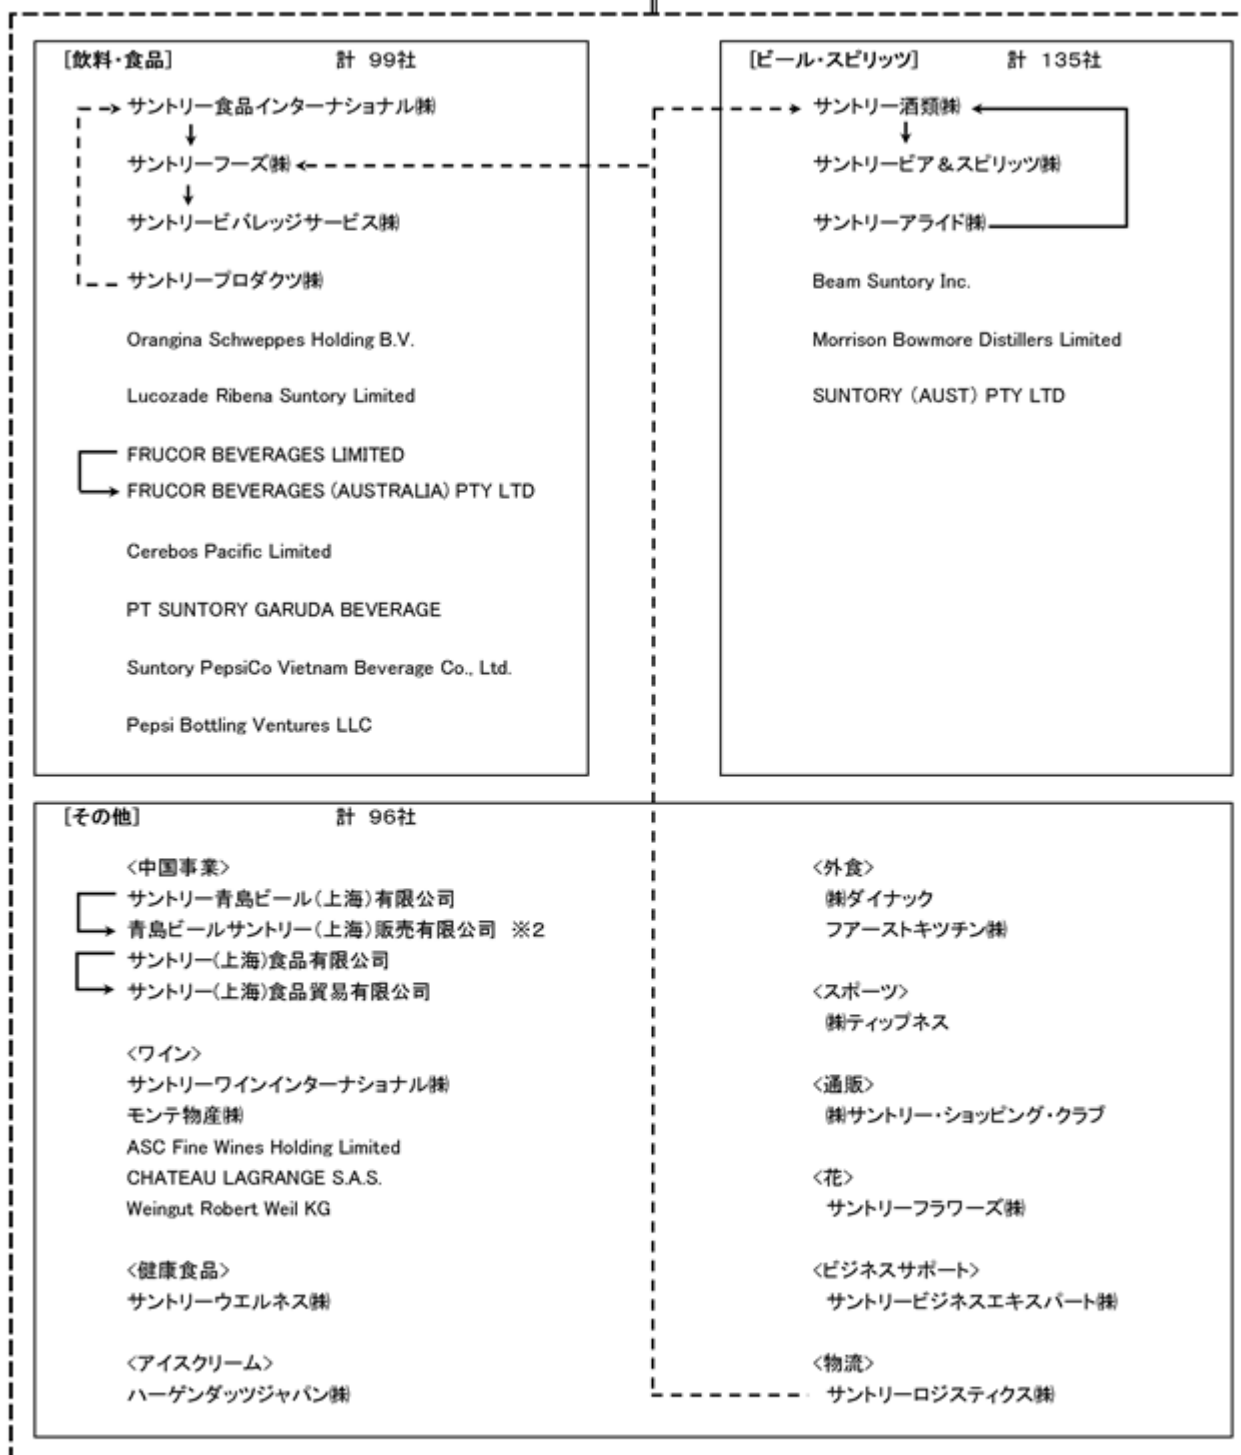 [飲料・食品] 計 99社
サントリー食品インターナショナル㈱
サントリーフーズ㈱
サントリービバレッジサービス㈱
サントリープロダクツ㈱
Orangina Schweppes Holding B.V.
Lucozade Ribena Suntory Limited
FRUCOR BEVERAGES LIMITED
FRUCOR BEVERAGES (AUSTRALIA) PTY LTD
Cerebos Pacific Limited
PT SUNTORY GARUDA BEVERAGE
Suntory PepsiCo Vietnam Beverage Co., Ltd.
Pepsi Bottling Ventures LLC
[ビール・スピリッツ] 計 135社
サントリー酒類㈱
サントリービア＆スピリッツ㈱
サントリーアライド㈱
Beam Suntory Inc.
Morrison Bowmore Distillers Limited
SUNTORY (AUST) PTY LTD
[その他] 計 96社
<中国事業>
サントリー青島ビール(上海)有限公司
青島ビールサントリー(上海)販売有限公司 ※2
サントリー(上海)食品有限公司
サントリー(上海)食品貿易有限公司
<ワイン>
サントリーワインインターナショナル㈱
モンテ物産㈱
ASC Fine Wines Holding Limited
CHATEAU LAGRANGE S.A.S.
Weingut Robert Weil KG
<健康食品>
サントリーウエルネス㈱
<アイスクリーム>
ハーゲンダッツジャパン㈱
<外食>
㈱ダイナック
フアーストキツチン㈱
<スポーツ>
㈱ティップネス
<通販>
㈱サントリー・ショッピング・クラブ
<花>
サントリーフラワーズ㈱
<ビジネスサポート>
サントリービジネスエキスパート㈱
<物流>
サントリーロジスティクス㈱